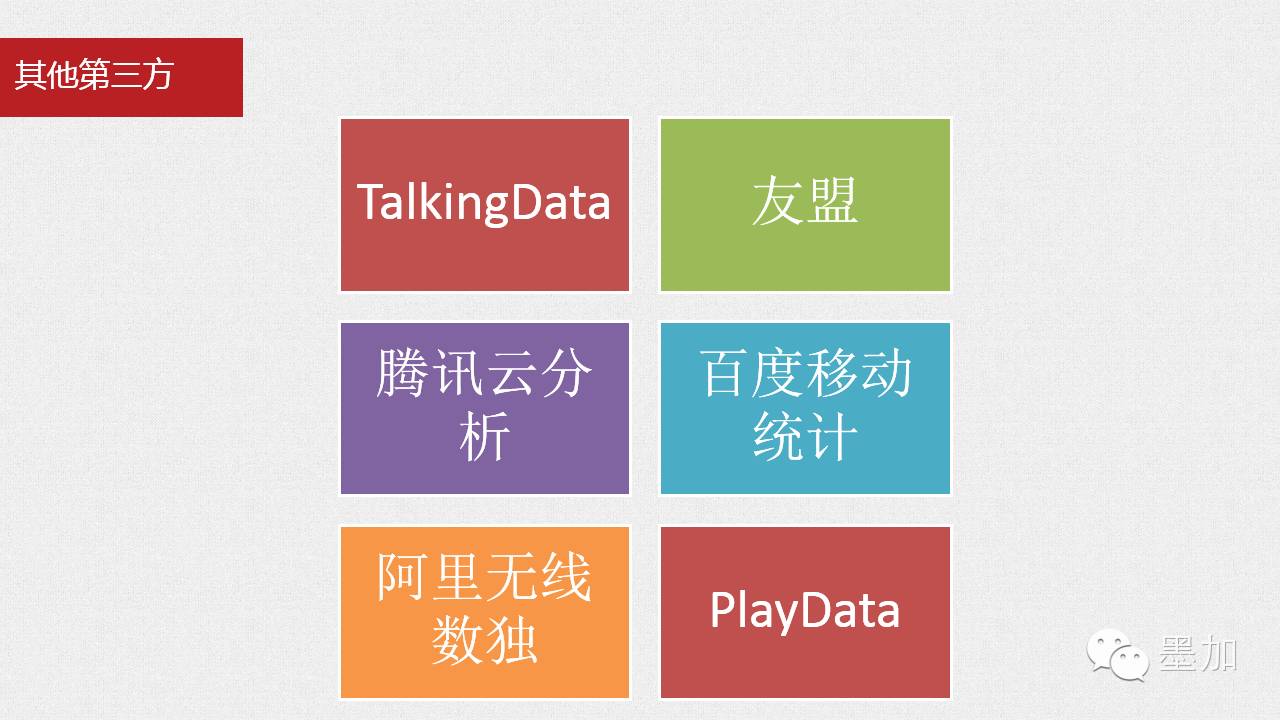 其他第三方
TalkingData
友盟
腾讯云分
析
百度移动
统计
阿里无线
数独
PlayData
墨加